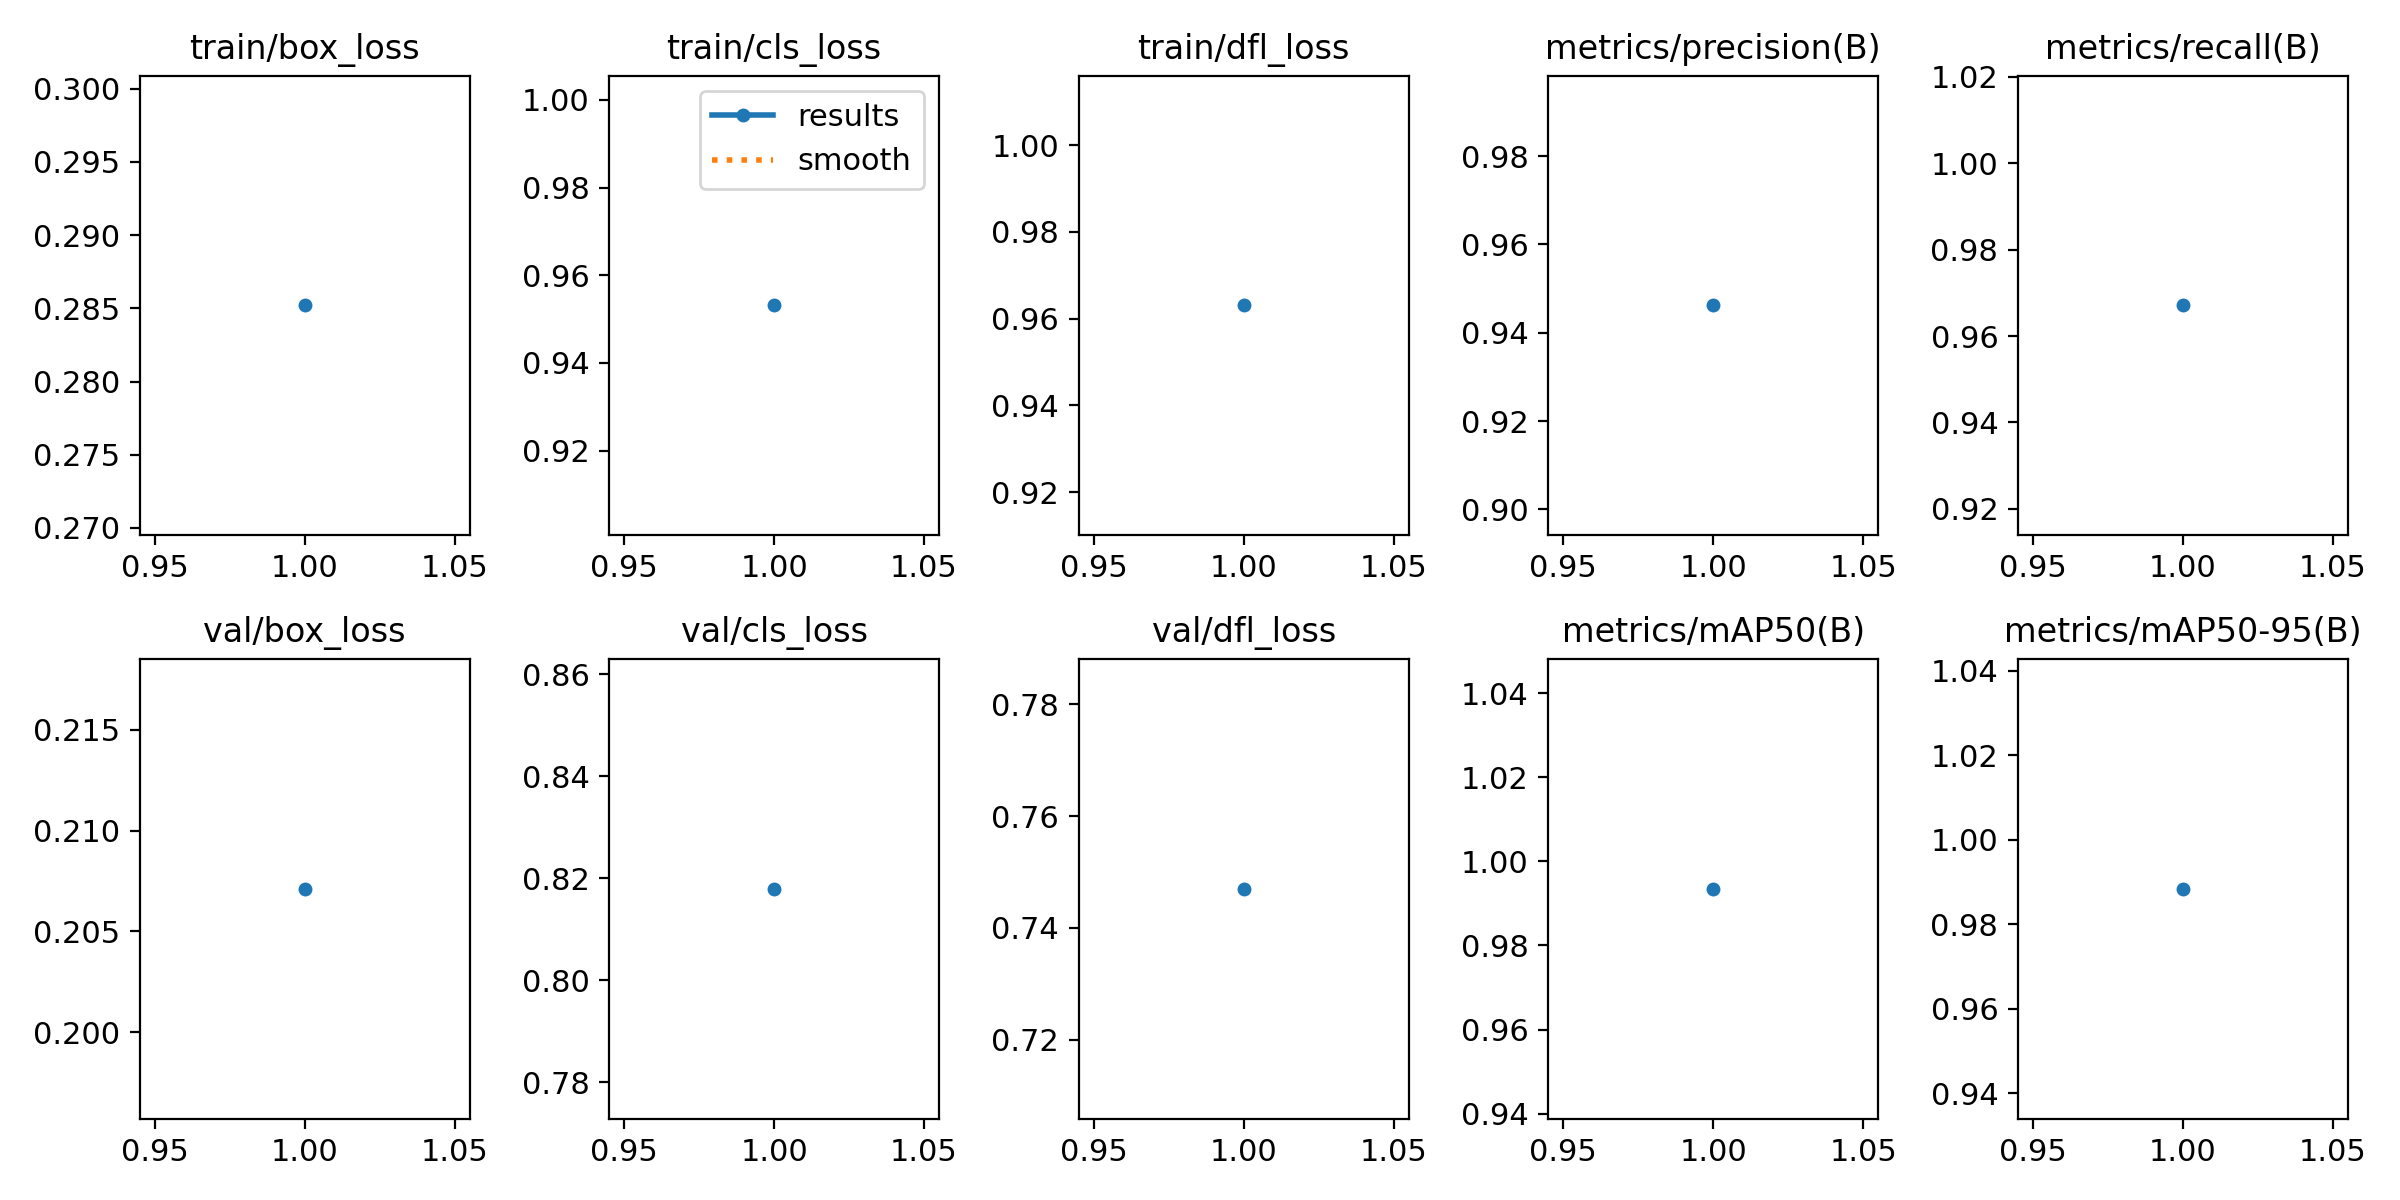 train/box_loss
0.300
0.295
0.290
0.285
0.280
0.275
0.270
0.95 1.00 1.05
train/cls_loss
results
smooth
1.00
0.98
0.96
0.94
0.92
0.95 1.00 1.05
train/dfl_loss
1.00
0.98
0.96
0.94
0.92
0.95 1.00 1.05
metrics/precision(B)
0.98
0.96
0.94
0.92
0.90
0.95 1.00 1.05
metrics/recall(B)
1.02
1.00
0.98
0.96
0.94
0.92
0.95 1.00 1.05
val/box_loss
0.215
0.210
0.205
0.200
0.95 1.00 1.05
val/cls_loss
0.86
0.84
0.82
0.80
0.78
0.95 1.00 1.05
val/dfl_loss
0.78
0.76
0.74
0.72
0.95 1.00 1.05
metrics/mAP50(B)
1.04
1.02
1.00
0.98
0.96
0.94
0.95 1.00 1.05
metrics/mAP50-95(B)
1.04
1.02
1.00
0.98
0.96
0.94
0.95 1.00 1.05